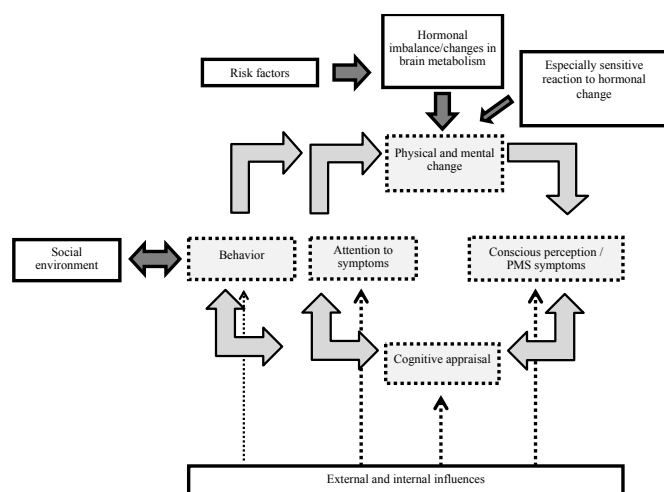 Hormonal
imbalance/changes in
brain metabolism
Risk factors
Especially sensitive
reaction to hormonal
change
Physical and mental
change
Social
environment
Behavior
Attention to
symptoms
Conscious perception /
PMS symptoms
Cognitive appraisal
External and internal influences